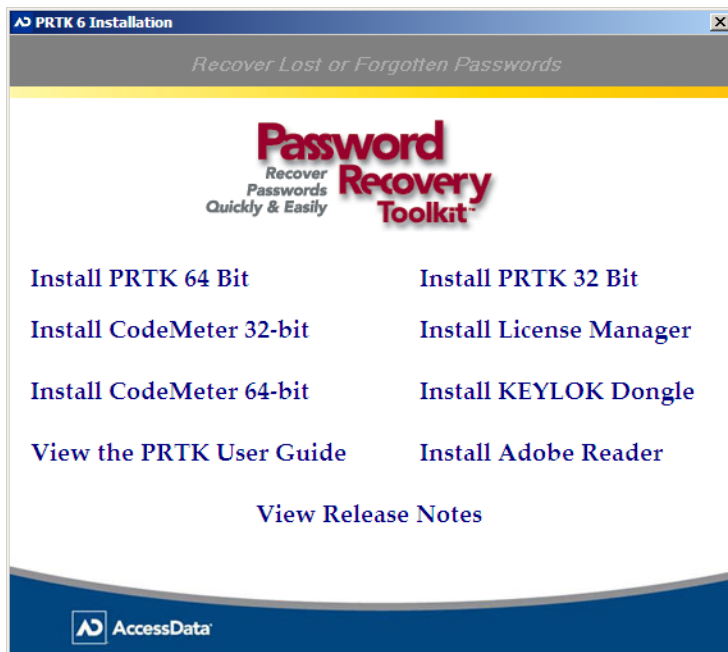 PRTK 6 Installation
Recover Lost or Forgotten Passwords
Password
Recover
Passwords
Quickly & Easily
Recovery
Toolkit™
Install PRTK 64 Bit
Install PRTK 32 Bit
Install CodeMeter 32-bit
Install License Manager
Install CodeMeter 64-bit
Install KEYLOK Dongle
View the PRTK User Guide
Install Adobe Reader
View Release Notes
AccessData